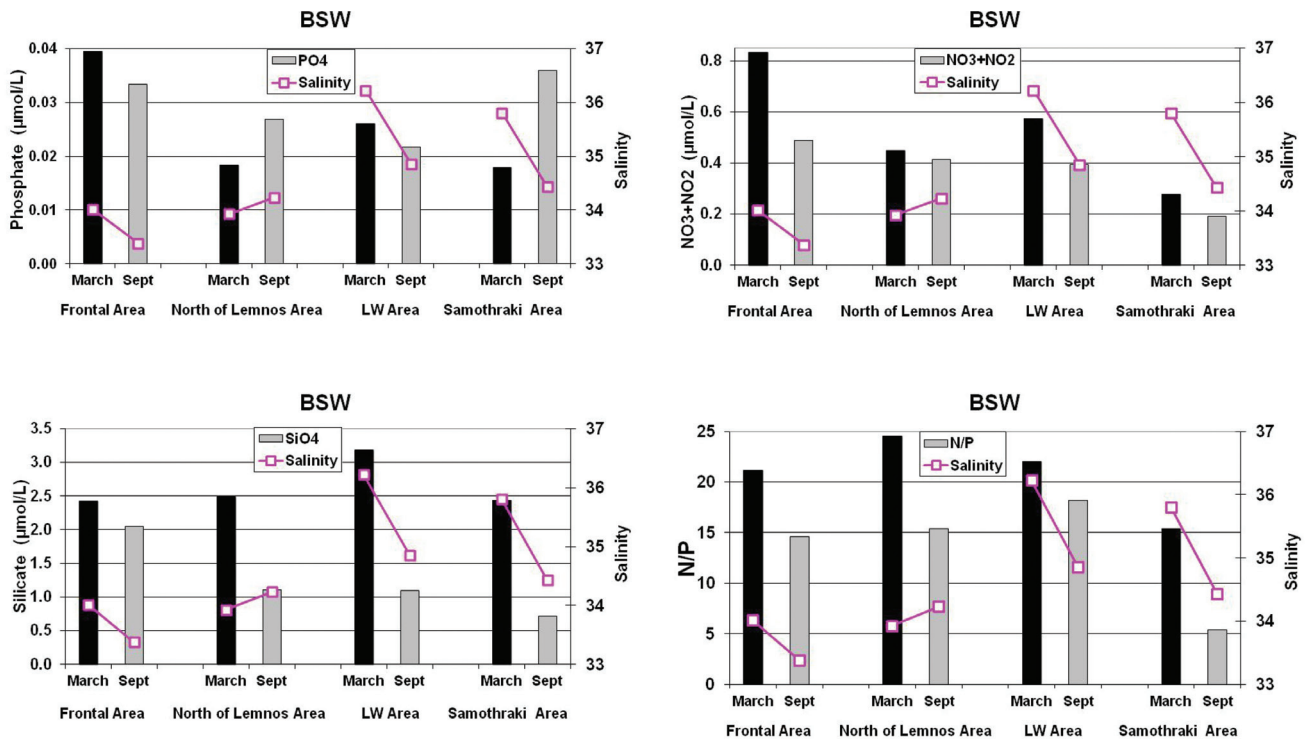 BSW
Phosphate (µmol/L)
0.04
0.03
0.02
0.01
0.00
PO4
Salinity
37
36
35
34
33
Salinity
March Sept March Sept March Sept March Sept
Frontal Area North of Lemnos Area LW Area Samothraki Area
BSW
NO3+NO2 (µmol/L)
0.8
0.6
0.4
0.2
0.0
NO3+NO2
Salinity
37
36
35
34
33
Salinity
March Sept March Sept March Sept March Sept
Frontal Area North of Lemnos Area LW Area Samothraki Area
BSW
Silicate (µmol/L)
3.5
3.0
2.5
2.0
1.5
1.0
0.5
0.0
SiO4
Salinity
37
36
35
34
33
Salinity
March Sept March Sept March Sept March Sept
Frontal Area North of Lemnos Area LW Area Samothraki Area
BSW
N/P
25
20
15
10
5
0
N/P
Salinity
37
36
35
34
33
Salinity
March Sept March Sept March Sept March Sept
Frontal Area North of Lemnos Area LW Area Samothraki Area